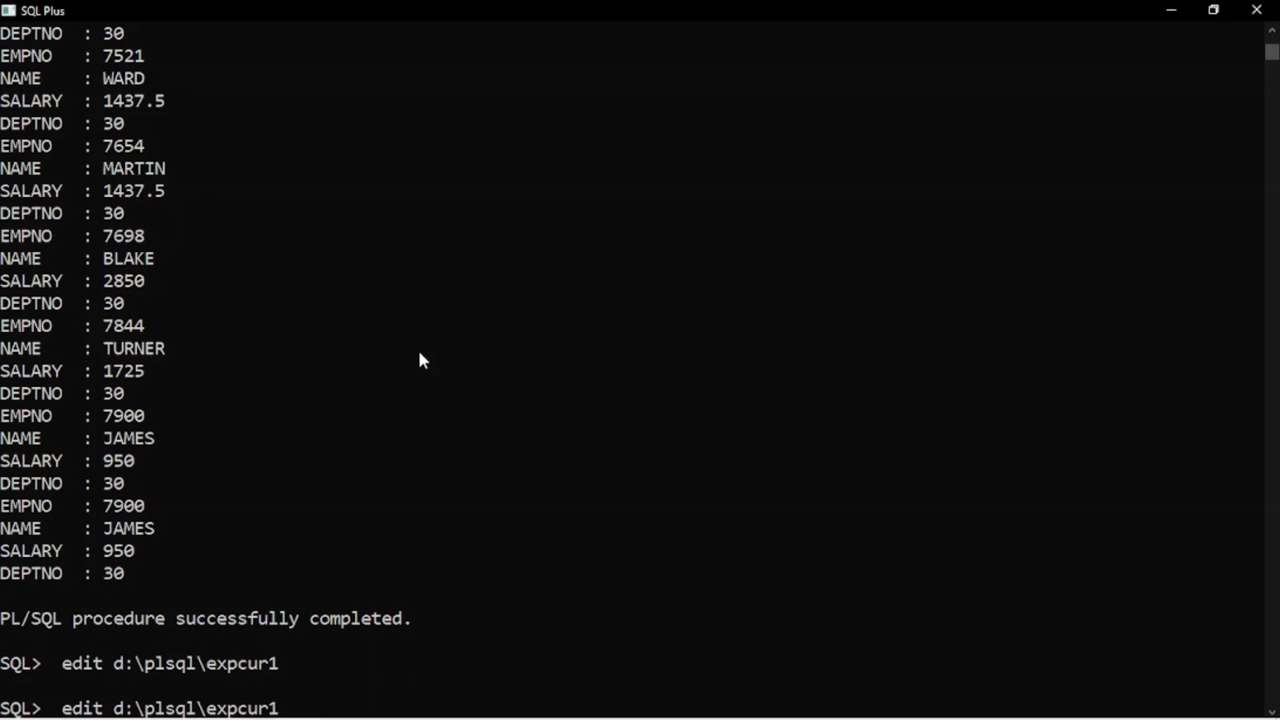 SQL Plus
DEPTNO  : 30
EMPNO   : 7521
NAME    : WARD
SALARY  : 1437.5
DEPTNO  : 30
EMPNO   : 7654
NAME    : MARTIN
SALARY  : 1437.5
DEPTNO  : 30
EMPNO   : 7698
NAME    : BLAKE
SALARY  : 2850
DEPTNO  : 30
EMPNO   : 7844
NAME    : TURNER
SALARY  : 1725
DEPTNO  : 30
EMPNO   : 7900
NAME    : JAMES
SALARY  : 950
DEPTNO  : 30
EMPNO   : 7900
NAME    : JAMES
SALARY  : 950
DEPTNO  : 30
PL/SQL procedure successfully completed.
SQL>  edit d:\plsql\expcur1
SQL>  edit d:\plsql\expcur1